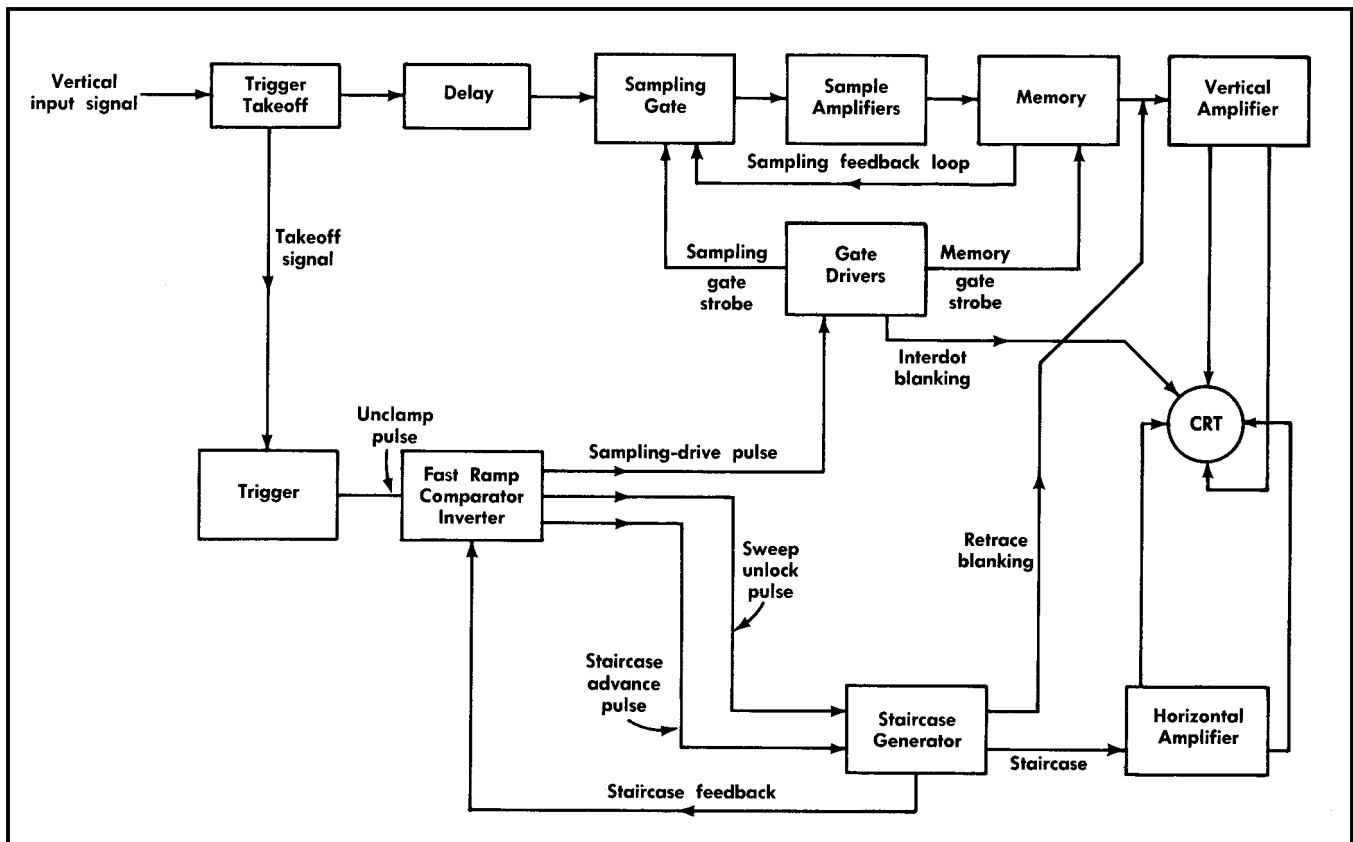 Vertical
input signal
Trigger
Takeoff
Delay
Sampling
Gate
Sample
Amplifiers
Memory
Vertical
Amplifier
Sampling feedback loop
Takeoff
signal
Sampling
gate
strobe
Gate
Drivers
Memory
gate
strobe
Interdot
blanking
CRT
Unclamp
pulse
Trigger
Fast Ramp
Comparator
Inverter
Sampling-drive pulse
Sweep
unlock
pulse
Retrace
blanking
Staircase
advance
pulse
Staircase
Generator
Staircase
Horizontal
Amplifier
Staircase feedback